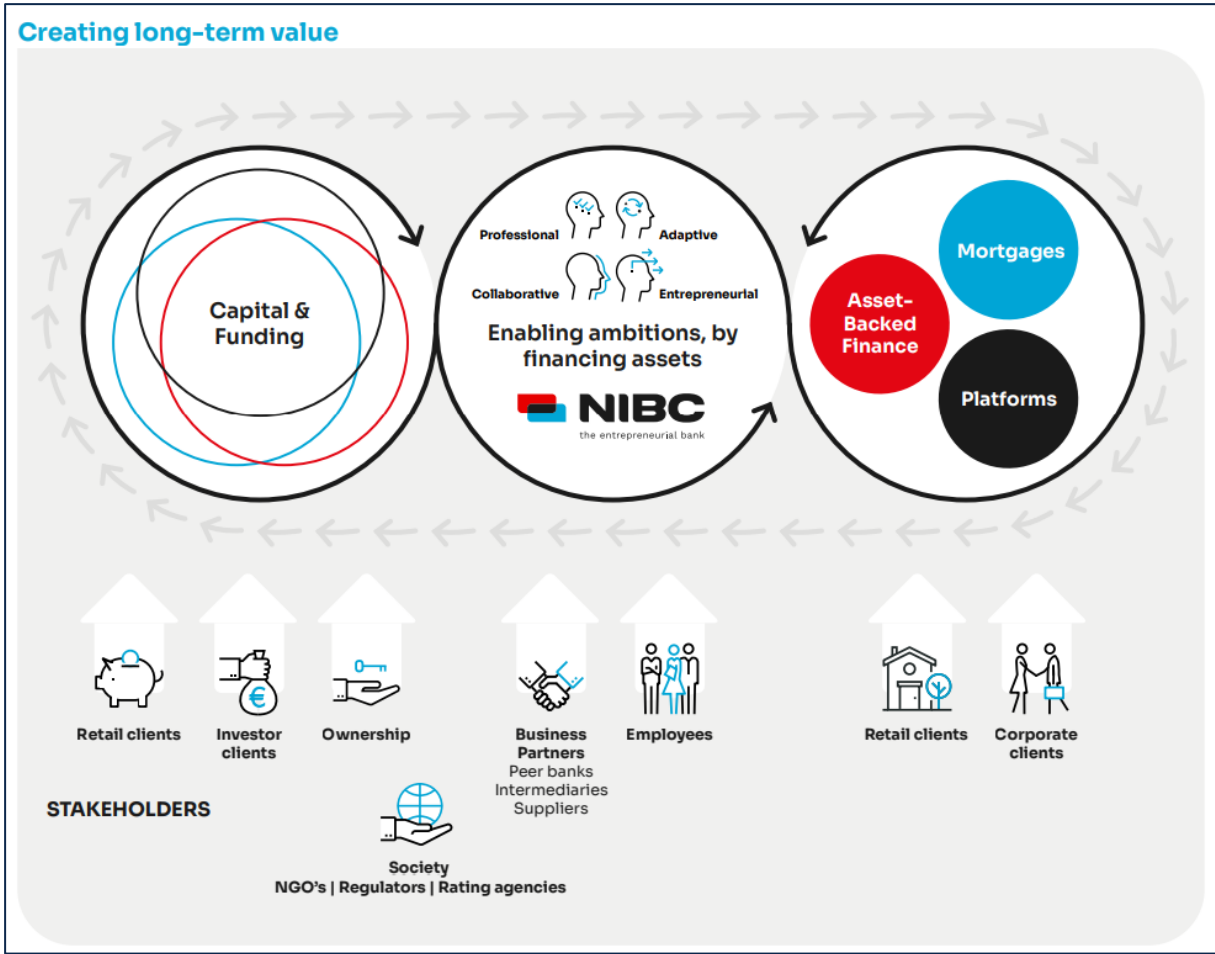 Creating long-term value
Capital &
Funding
Professional
Adaptive
Collaborative
Entrepreneurial
Enabling ambitions, by
financing assets
NIBC
the entrepreneurial bank
Mortgages
Asset-
Backed
Finance
Platforms
€
Retail clients
Investor
clients
Ownership
Business
Partners
Peer banks
Intermediaries
Suppliers
Employees
Retail clients
Corporate
clients
STAKEHOLDERS
Society
NGO's | Regulators | Rating agencies